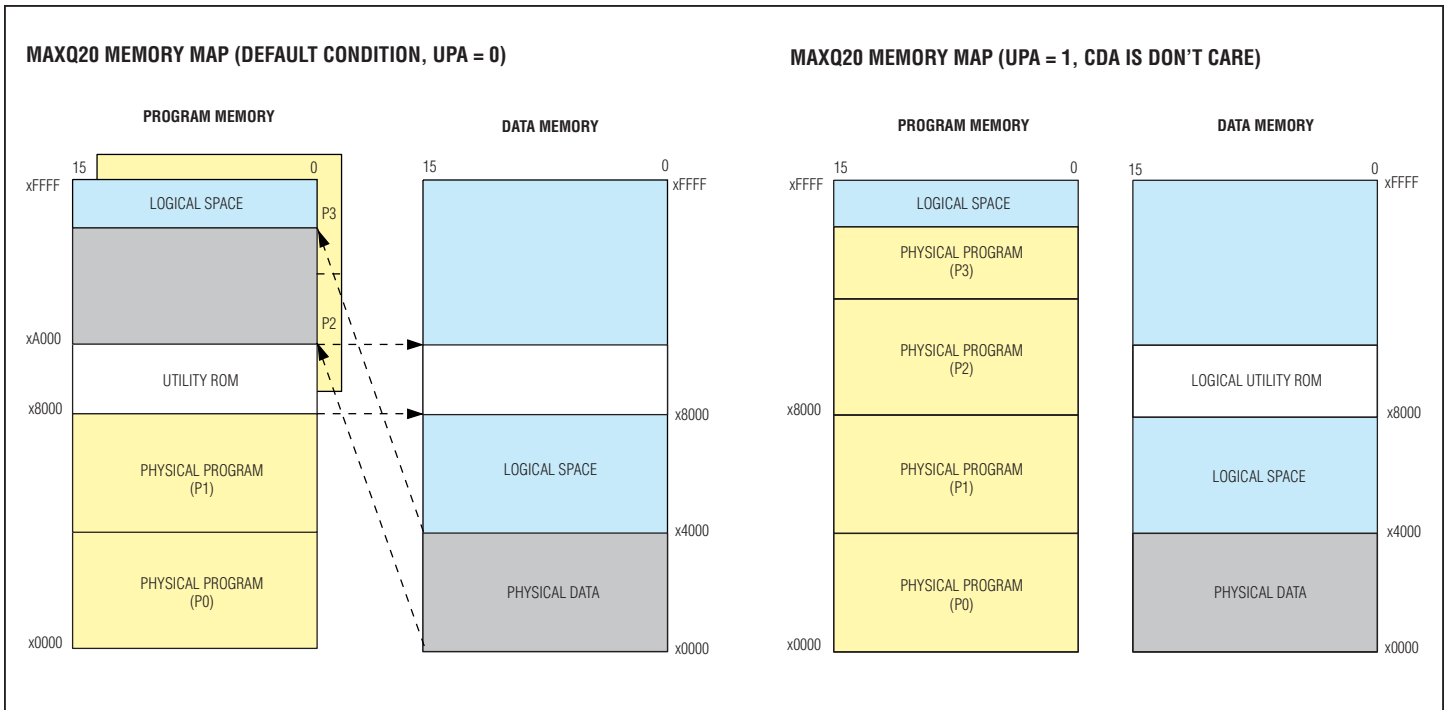 MAXQ20 MEMORY MAP (DEFAULT CONDITION, UPA = 0)
PROGRAM MEMORY
DATA MEMORY
15
0
xFFFF
LOGICAL SPACE
P3
P2
xA000
UTILITY ROM
x8000
PHYSICAL PROGRAM
(P1)
PHYSICAL PROGRAM
(P0)
x0000
15
0
xFFFF
x8000
LOGICAL SPACE
x4000
PHYSICAL DATA
x0000
MAXQ20 MEMORY MAP (UPA = 1, CDA IS DON'T CARE)
PROGRAM MEMORY
DATA MEMORY
15
0
xFFFF
LOGICAL SPACE
PHYSICAL PROGRAM
(P3)
PHYSICAL PROGRAM
(P2)
x8000
PHYSICAL PROGRAM
(P1)
PHYSICAL PROGRAM
(P0)
x0000
15
0
xFFFF
LOGICAL UTILITY ROM
x8000
LOGICAL SPACE
x4000
PHYSICAL DATA
x0000